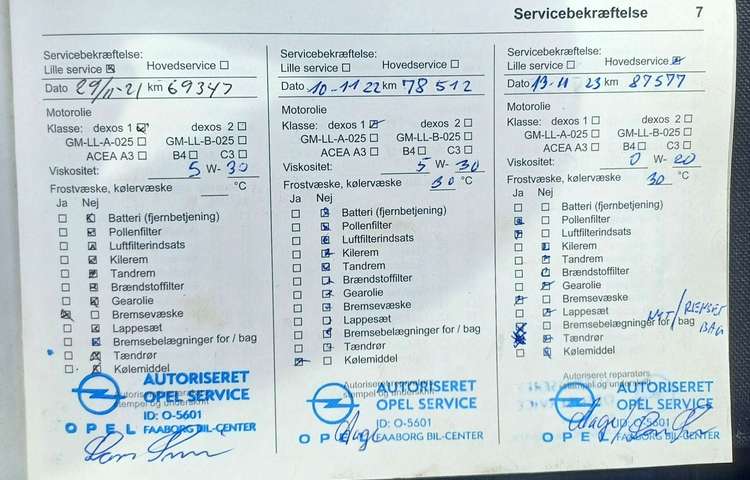 Servicebekræftelse 7
Servicebekræftelse:
Lille service Hovedservice
Dato 29/11-21 km 69347
Motorolie
Klasse: dexos 1 dexos 2
GM-LL-A-025 GM-LL-B-025
ACEA A3 B4 C3
Viskositet: 5 W-30
Frostvæske, kølervæske °C
Ja Nej
Batteri (fjernbetjening)
Pollenfilter
Luftfilterindsats
Kilerem
Tandrem
Brændstoffilter
Gearolie
Bremsevæske
Lappesæt
Bremsebelægninger for / bag
Tændrør
Kølemiddel
AUTORISERET
OPEL SERVICE
ID: O-5601
OPEL FAABORG BIL-CENTER
Servicebekræftelse:
Lille service Hovedservice
Dato 10-11 22 km 78512
Motorolie
Klasse: dexos 1 dexos 2
GM-LL-A-025 GM-LL-B-025
ACEA A3 B4 C3
Viskositet: 5 W-30
Frostvæske, kølervæske 30 °C
Ja Nej
Batteri (fjernbetjening)
Pollenfilter
Luftfilterindsats
Kilerem
Tandrem
Brændstoffilter
Gearolie
Bremsevæske
Lappesæt
Bremsebelægninger for / bag
Tændrør
Kølemiddel
AUTORISERET
OPEL SERVICE
ID: O-5601
FAABORG BIL-CENTER
Servicebekræftelse:
Lille service Hovedservice
Dato 13-11 23 km 87577
Motorolie
Klasse: dexos 1 dexos 2
GM-LL-A-025 GM-LL-B-025
ACEA A3 B4 C3
Viskositet: 0 W-20
Frostvæske, kølervæske 30 °C
Ja Nej
Batteri (fjernbetjening)
Pollenfilter
Luftfilterindsats
Kilerem
Tandrem
Brændstoffilter
Gearolie
Bremsevæske
Lappesæt
Bremsebelægninger for / bag
Tændrør
Kølemiddel
NYT / RENSET
BAG
Autoriseret reparatørs
AUTORISERET
OPEL SERVICE
FAABORG BIL-CENTER